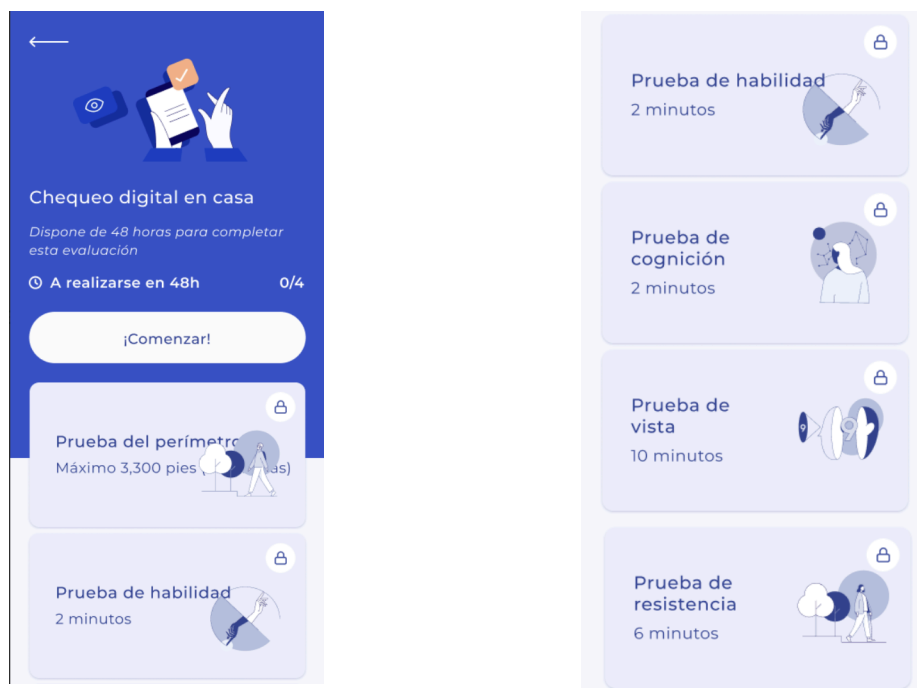 Chequeo digital en casa
Dispone de 48 horas para completar
esta evaluación
A realizarse en 48h 0/4
¡Comenzar!
Prueba del perímetro
Máximo 3,300 pies (
Prueba de habilidad
2 minutos
Prueba de habilidad
2 minutos
Prueba de
cognición
2 minutos
Prueba de
vista
10 minutos
Prueba de
resistencia
6 minutos